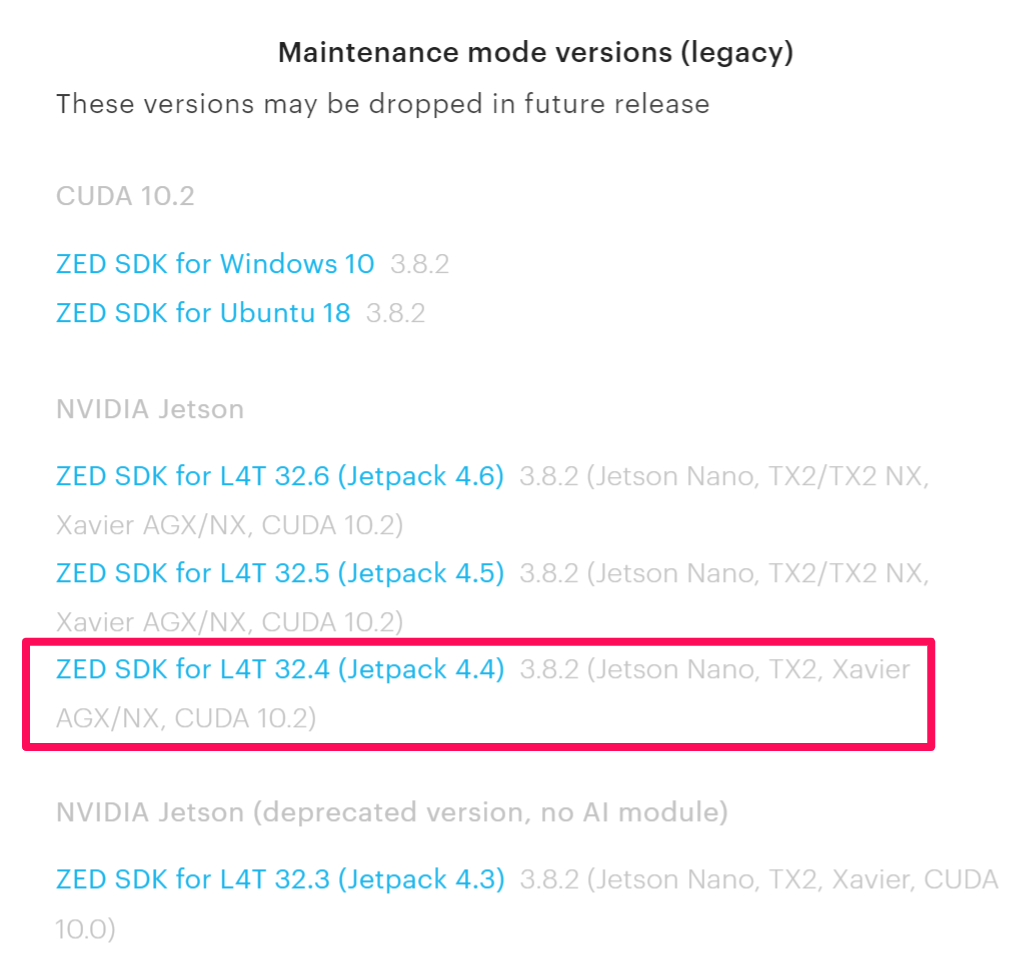 Maintenance mode versions (legacy)
These versions may be dropped in future release
CUDA 10.2
ZED SDK for Windows 10 3.8.2
ZED SDK for Ubuntu 18 3.8.2
NVIDIA Jetson
ZED SDK for L4T 32.6 (Jetpack 4.6) 3.8.2 (Jetson Nano, TX2/TX2 NX,
Xavier AGX/NX, CUDA 10.2)
ZED SDK for L4T 32.5 (Jetpack 4.5) 3.8.2 (Jetson Nano, TX2/TX2 NX,
Xavier AGX/NX, CUDA 10.2)
ZED SDK for L4T 32.4 (Jetpack 4.4) 3.8.2 (Jetson Nano, TX2, Xavier
AGX/NX, CUDA 10.2)
NVIDIA Jetson (deprecated version, no AI module)
ZED SDK for L4T 32.3 (Jetpack 4.3) 3.8.2 (Jetson Nano, TX2, Xavier, CUDA
10.0)